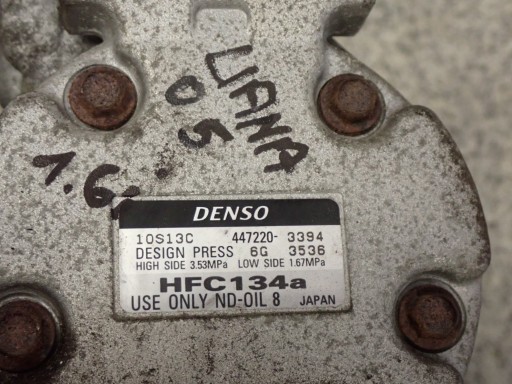 LIANA
05
1.6
DENSO
10S13C 447220-3394
DESIGN PRESS 6G 3536
HIGH SIDE 3.53MPa LOW SIDE 1.67MPa
HFC134a
USE ONLY ND-OIL 8 JAPAN